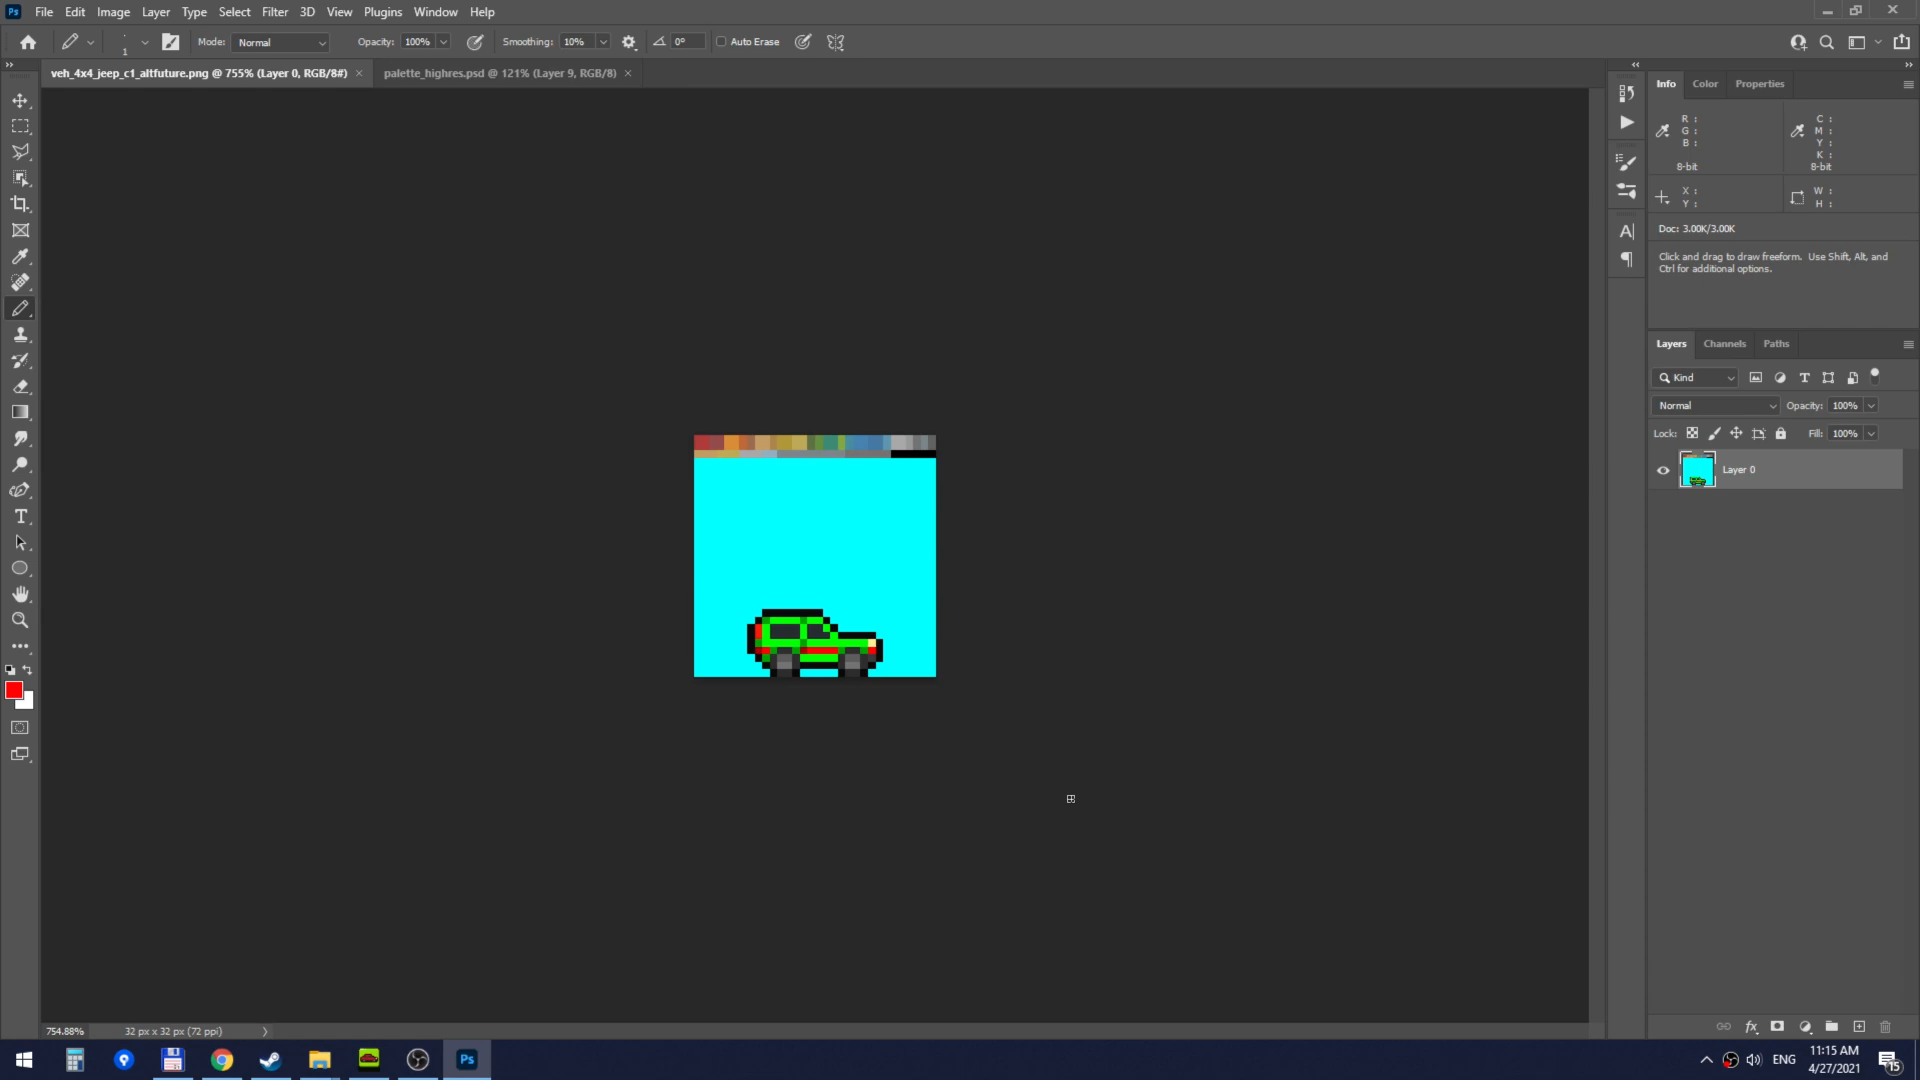 Ps File Edit Image Layer Type Select Filter 3D View Plugins Window Help
1 Mode: Normal Opacity: 100% Smoothing: 10% 0° Auto Erase
veh_4x4_jeep_c1_altfuture.png @ 755% (Layer 0, RGB/8#) × palette_highres.psd @ 121% (Layer 9, RGB/8) ×
Info Color Properties
R : C :
G : M :
B : Y :
K :
8-bit 8-bit
X : W :
Y : H :
Doc: 3.00K/3.00K
Click and drag to draw freeform. Use Shift, Alt, and
Ctrl for additional options.
Layers Channels Paths
Kind
Normal Opacity: 100%
Lock: Fill: 100%
Layer 0
754.88% 32 px x 32 px (72 ppi)
Ps ENG 11:15 AM
4/27/2021 15